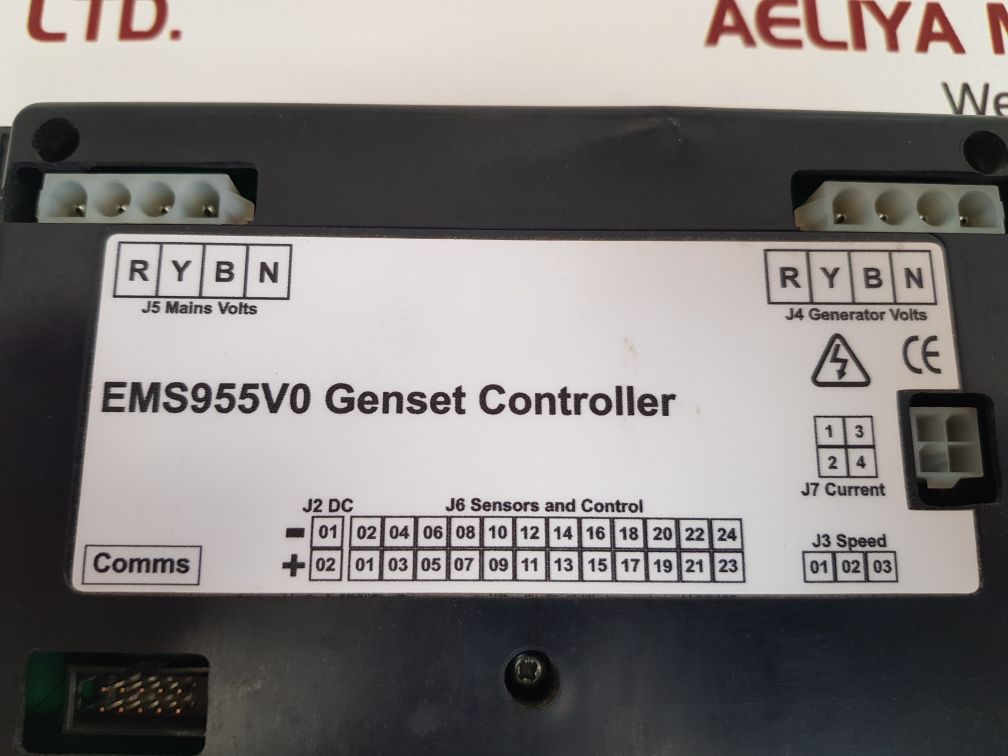 LTD.
AELIYA M
We
R Y B N
J5 Mains Volts
R Y B N
J4 Generator Volts
CE
EMS955V0 Genset Controller
1 3
2 4
J7 Current
J2 DC
J6 Sensors and Control
- 01 02 04 06 08 10 12 14 16 18 20 22 24
+ 02 01 03 05 07 09 11 13 15 17 19 21 23
J3 Speed
01 02 03
Comms